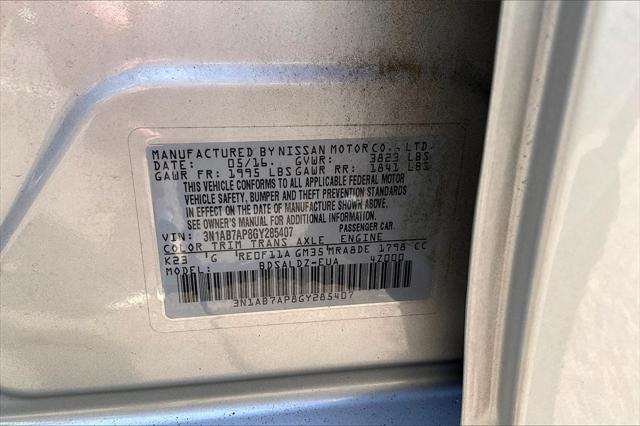 MANUFACTURED BY NISSAN MOTOR CO., LTD.
DATE: 05/16. GVWR: 3823 LBS
GAWR FR: 1995 LBS GAWR RR: 1841 LBS
THIS VEHICLE CONFORMS TO ALL APPLICABLE FEDERAL MOTOR
VEHICLE SAFETY, BUMPER AND THEFT PREVENTION STANDARDS
IN EFFECT ON THE DATE OF MANUFACTURE SHOWN ABOVE.
SEE OWNER'S MANUAL FOR ADDITIONAL INFORMATION.
VIN: 3N1AB7AP8GY285407 PASSENGER CAR
COLOR TRIM TRANS AXLE ENGINE
K23 G RE0F11A GM35 MRA8DE 1798 CC
MODEL: BDSALDZ-EUA 4Z000
3N1AB7AP8GY285407